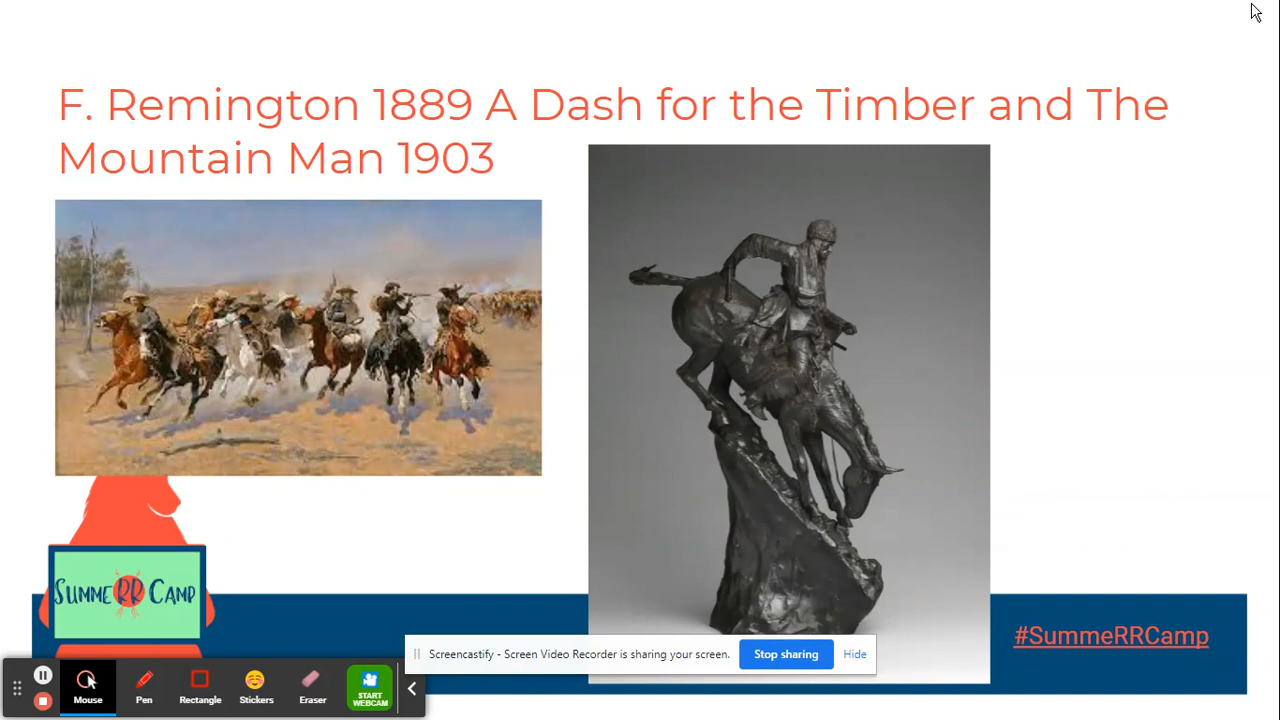 F. Remington 1889 A Dash for the Timber and The
Mountain Man 1903
SUMMERR CAMP
#SummeRRCamp
Screencastify - Screen Video Recorder is sharing your screen.
Stop sharing
Hide
Mouse
Pen
Rectangle
Stickers
Eraser
START
WEBCAM